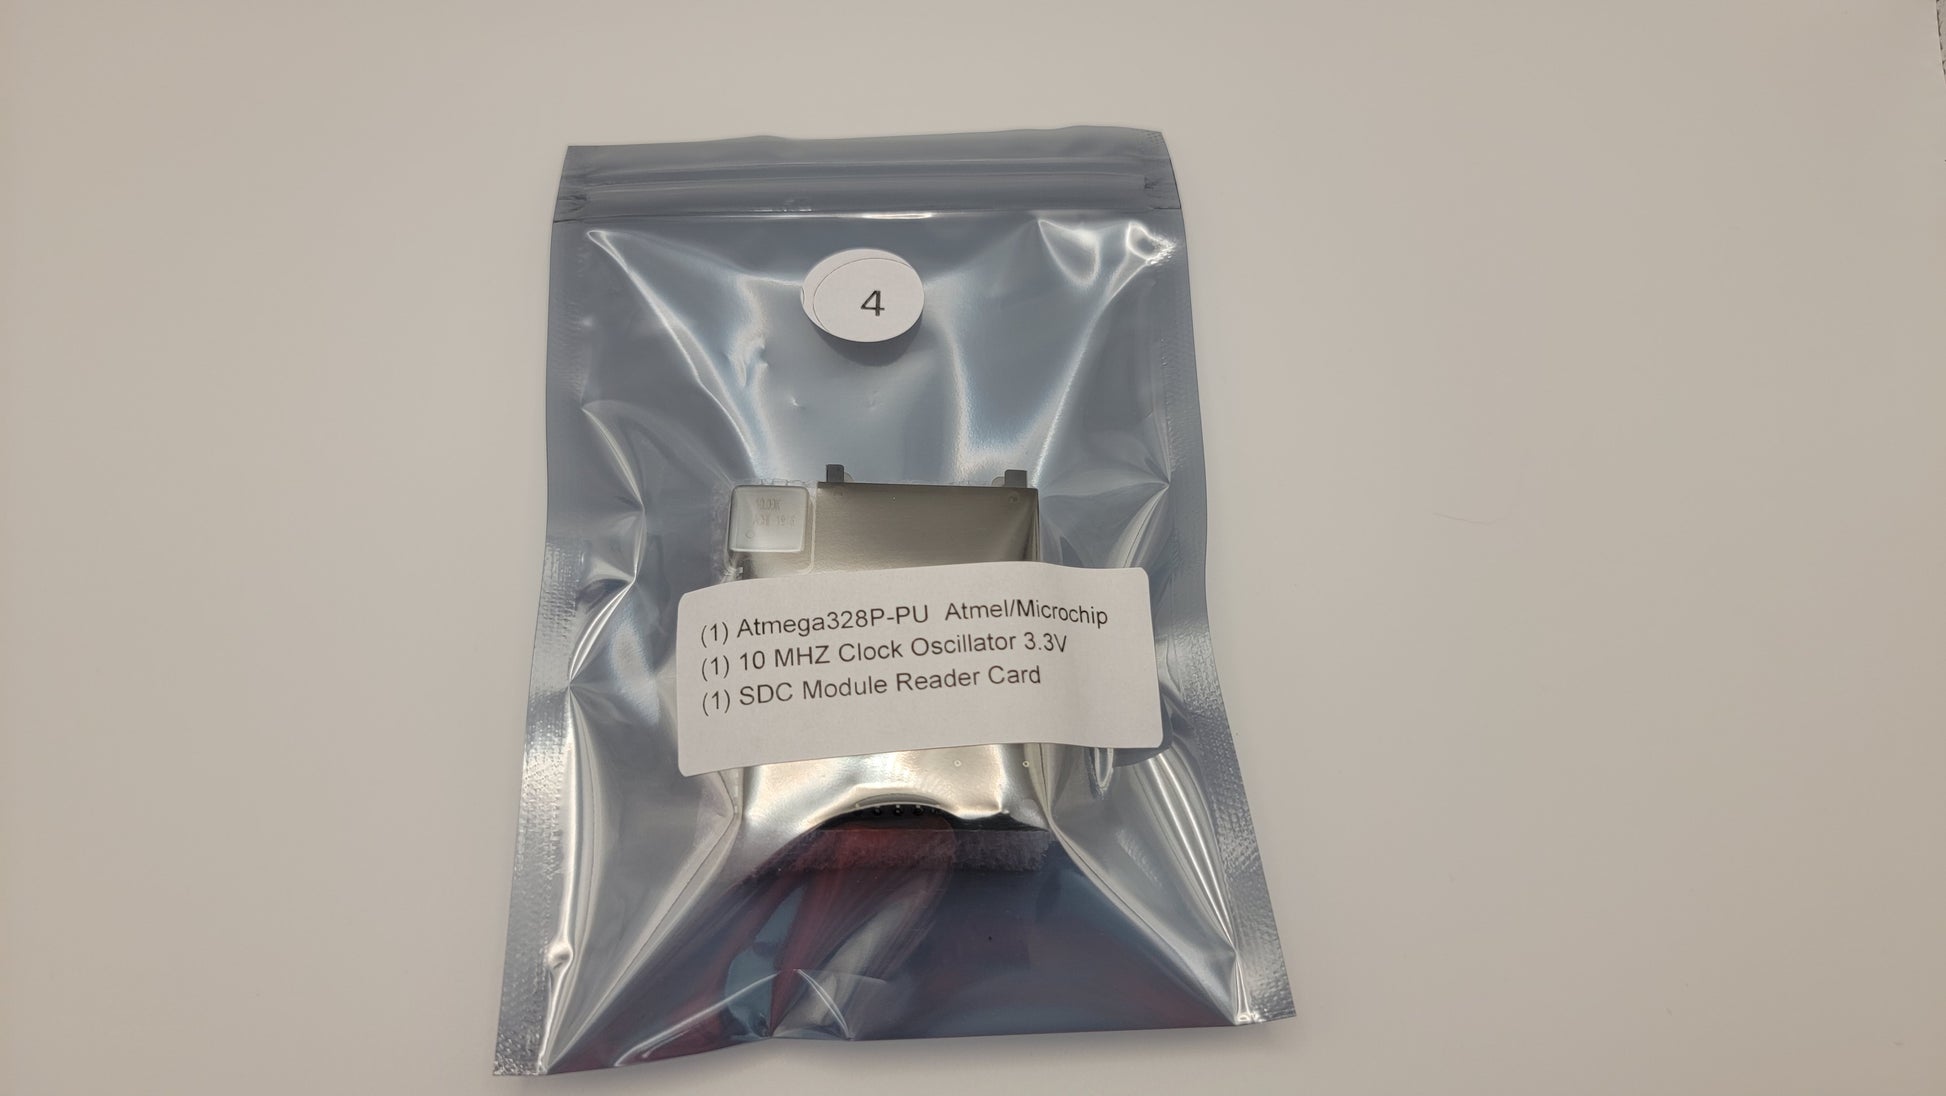 4
(1) Atmega328P-PU Atmel/Microchip
(1) 10 MHZ Clock Oscillator 3.3V
(1) SDC Module Reader Card